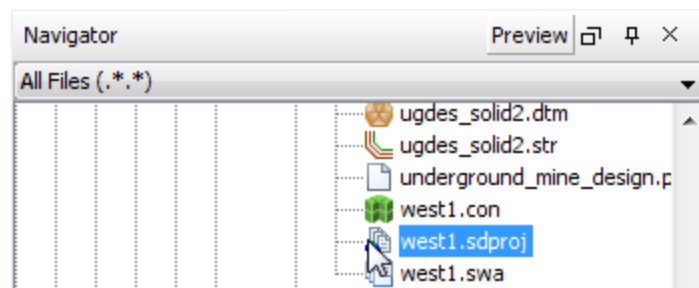 Navigator Preview
All Files (.*.*)
ugdes_solid2.dtm
ugdes_solid2.str
underground_mine_design.p
west1.con
west1.sdproj
west1.swa